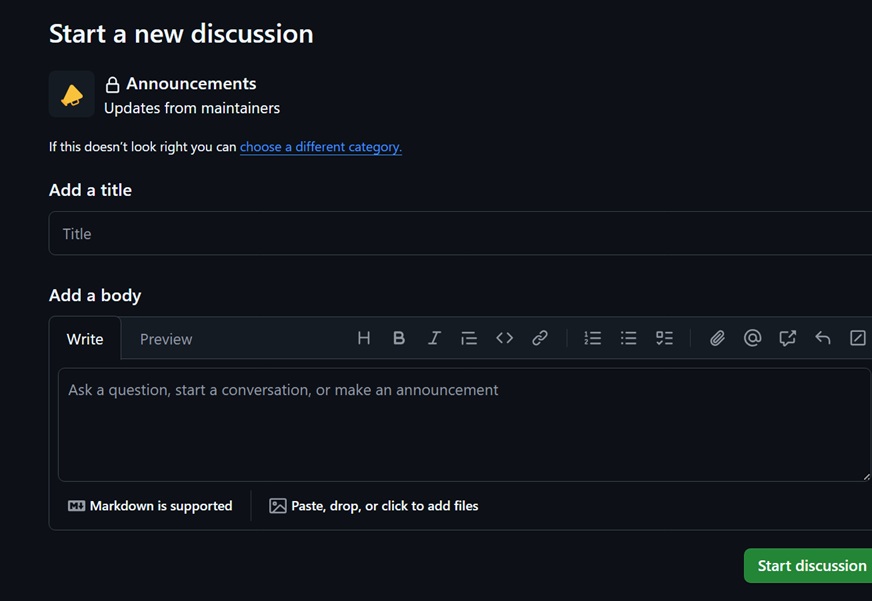 Start a new discussion
Announcements
Updates from maintainers
If this doesn’t look right you can choose a different category.
Add a title
Title
Add a body
Write Preview
Ask a question, start a conversation, or make an announcement
Markdown is supported Paste, drop, or click to add files
Start discussion